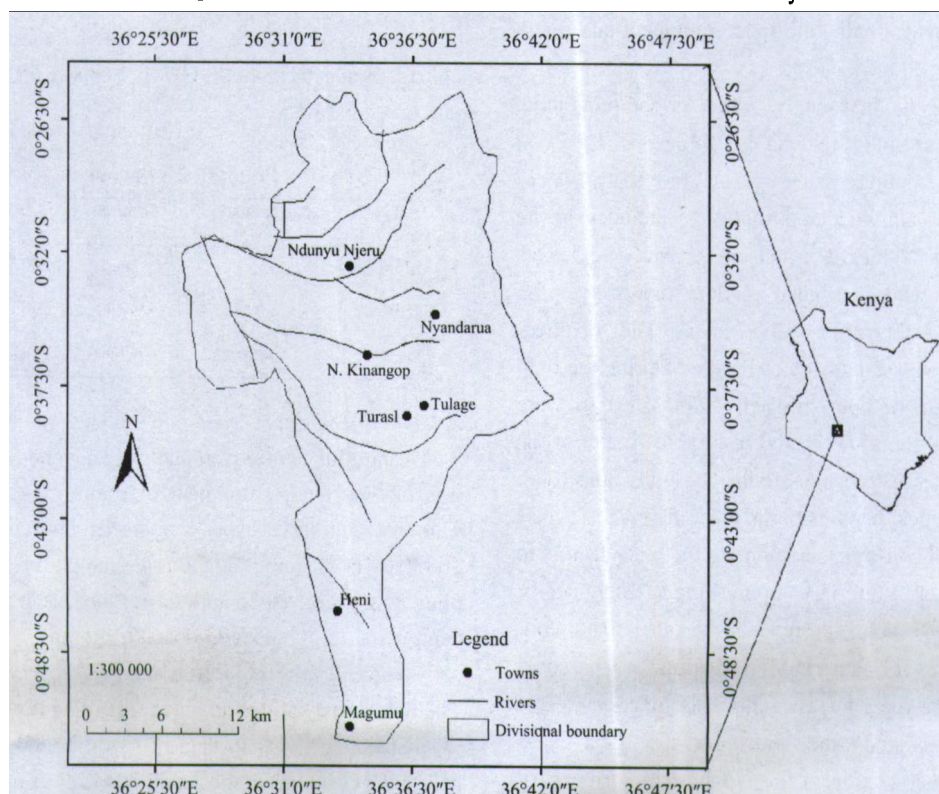 36°25'30"E 36°31'0"E 36°36'30"E 36°42'0"E 36°47'30"E
0°26'30"S
0°26'30"S
0°32'0"S
0°32'0"S
Ndunyu Njeru
Kenya
Nyandarua
N. Kinangop
0°37'30"S
0°37'30"S
Tulage
Turasl
N
0°43'00"S
0°43'00"S
Heni
Legend
0°48'30"S
0°48'30"S
1:300 000
Towns
Rivers
Magumu
0 3 6 12 km
Divisional boundary
36°25'30"E 36°31'0"E 36°36'30"E 36°42'0"E 36°47'30"E